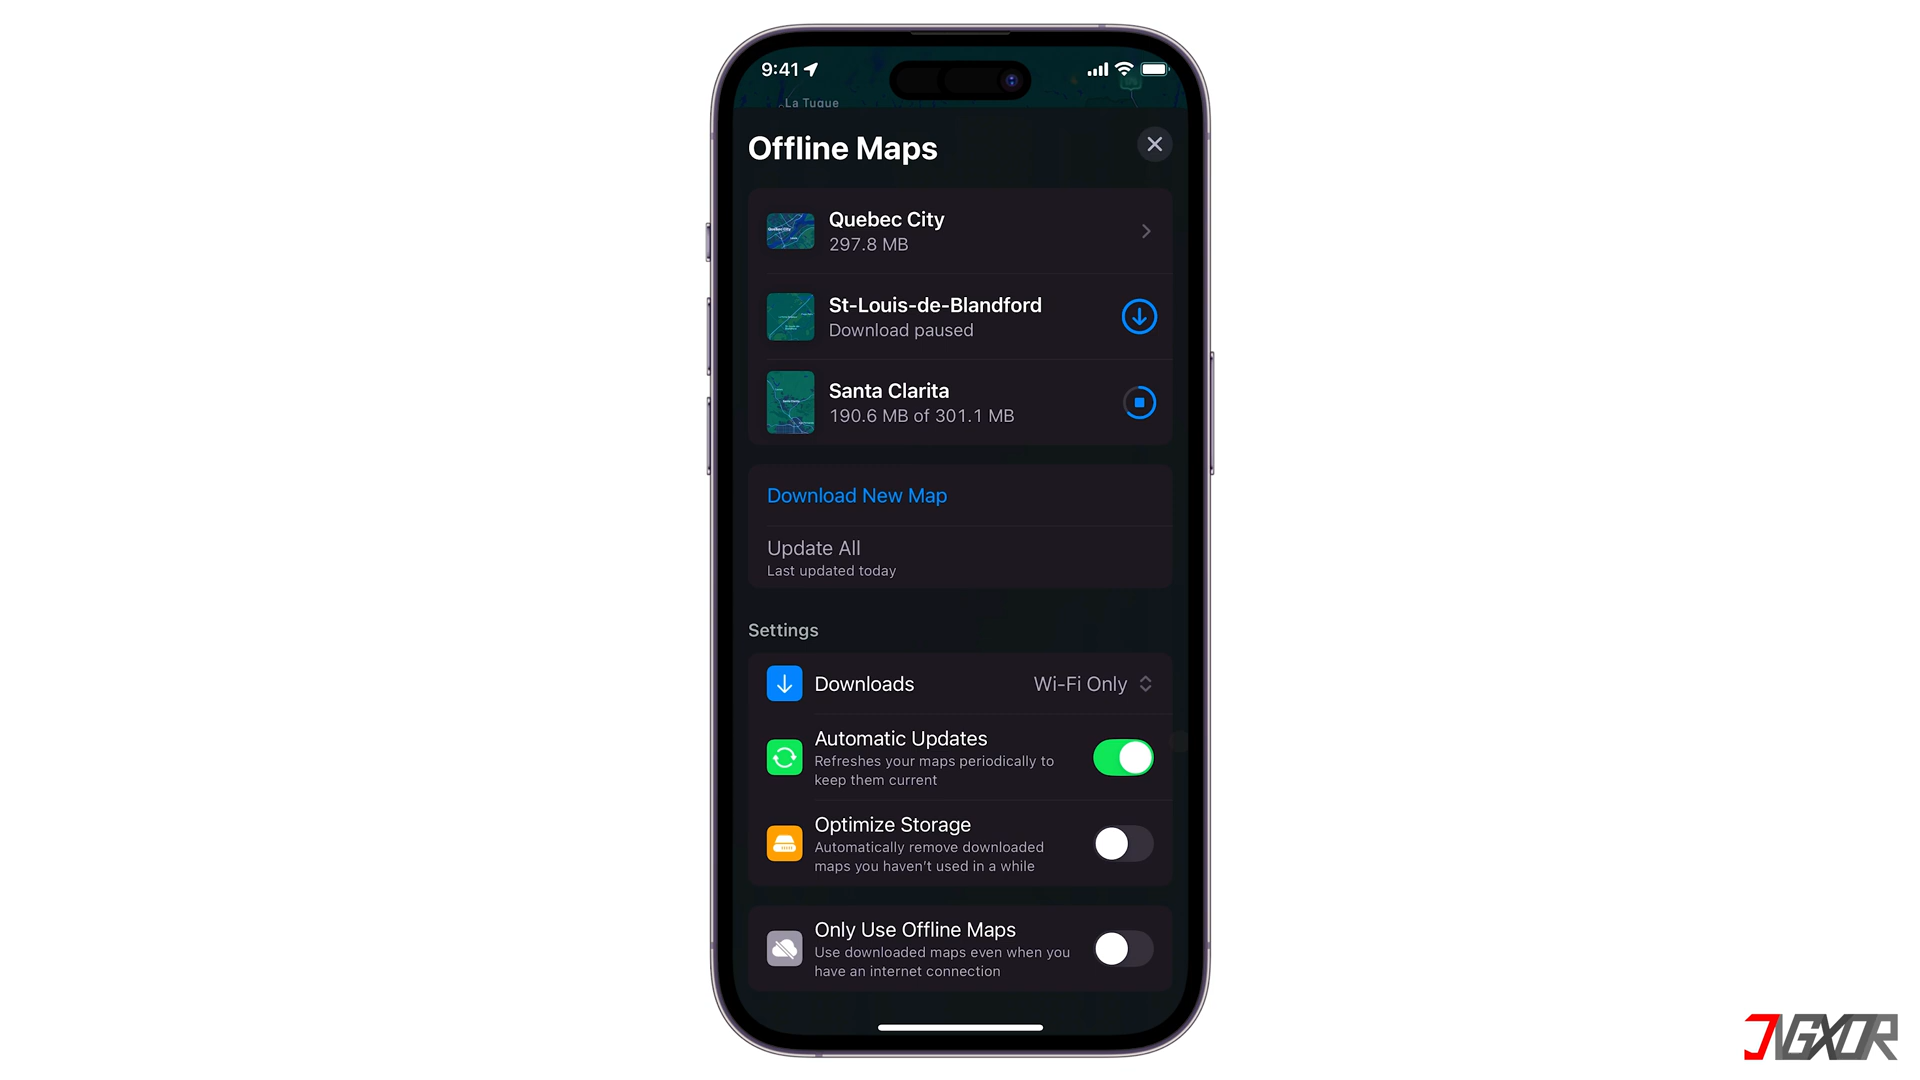 9:41
La Tuque
Offline Maps
Quebec City
297.8 MB
St-Louis-de-Blandford
Download paused
Santa Clarita
190.6 MB of 301.1 MB
Download New Map
Update All
Last updated today
Settings
Downloads
Wi-Fi Only
Automatic Updates
Refreshes your maps periodically to
keep them current
Optimize Storage
Automatically remove downloaded
maps you haven't used in a while
Only Use Offline Maps
Use downloaded maps even when you
have an internet connection